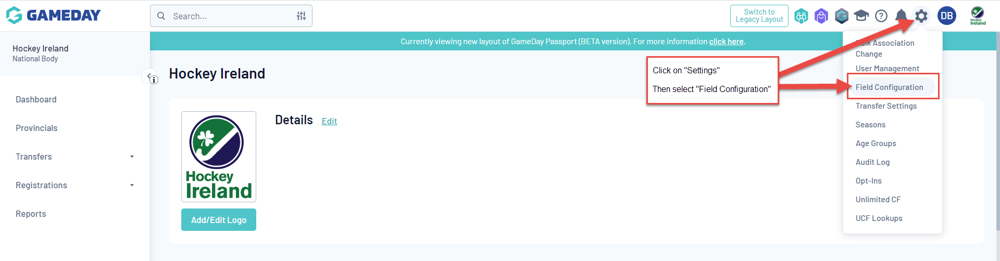 GAMEDAY
Search...
Switch to
Legacy Layout
?
DB
Hockey
Ireland
Hockey Ireland
National Body
Currently viewing new layout of GameDay Passport (BETA version). For more information click here.
Hockey Ireland
Dashboard
Provincials
Transfers
Registrations
Reports
Details Edit
Hockey
Ireland
Add/Edit Logo
Click on "Settings"
Then select "Field Configuration"
Bulk Association
Change
User Management
Field Configuration
Transfer Settings
Seasons
Age Groups
Audit Log
Opt-Ins
Unlimited CF
UCF Lookups